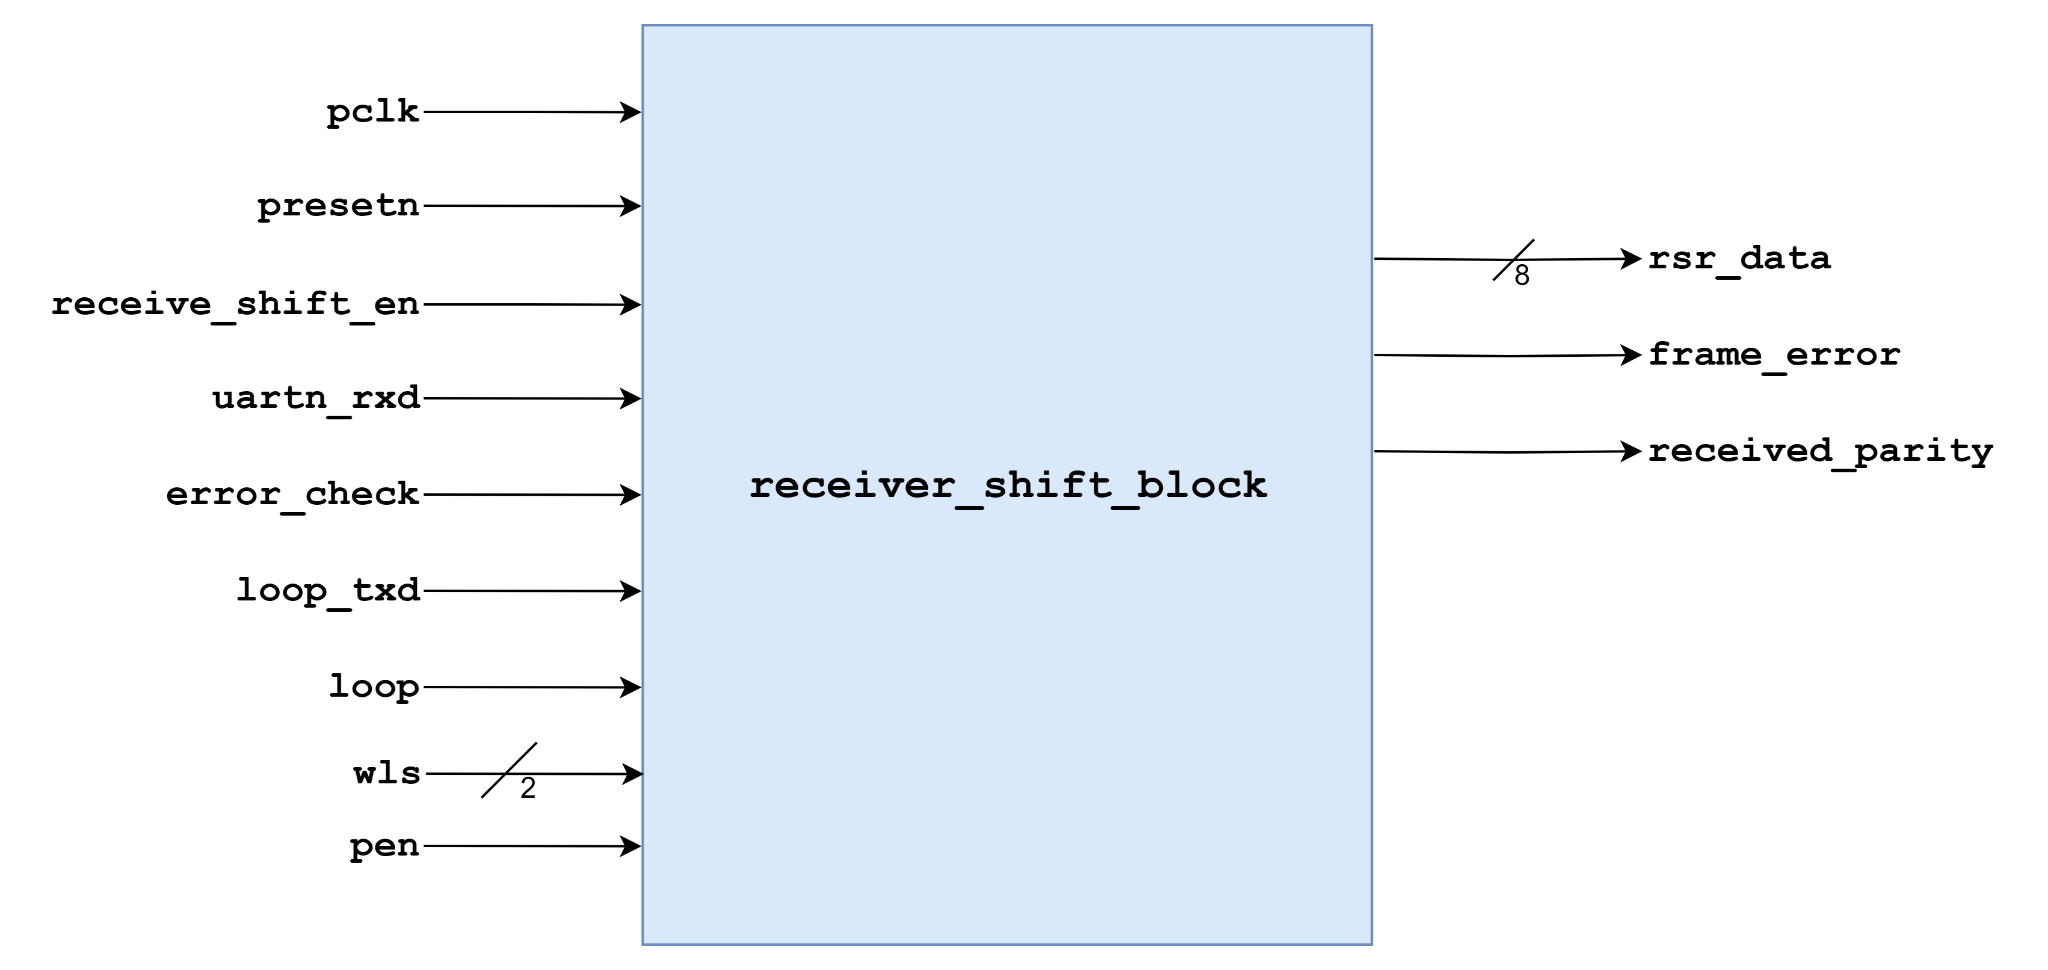 pclk
presetn
receive_shift_en
uartn_rxd
error_check
loop_txd
loop
wls
2
pen
receiver_shift_block
8
rsr_data
frame_error
received_parity